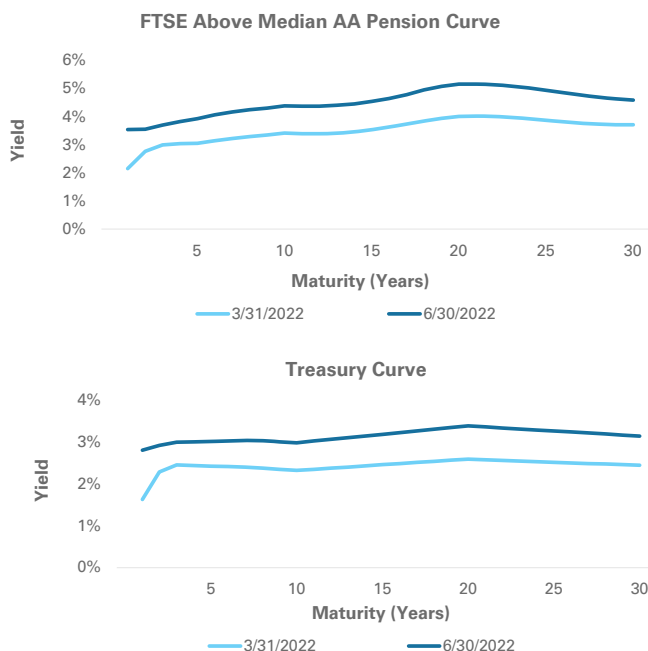 FTSE Above Median AA Pension Curve
6%
5%
4%
3%
2%
1%
0%
Yield
5 10 15 20 25 30
Maturity (Years)
3/31/2022 6/30/2022
Treasury Curve
4%
3%
2%
1%
0%
Yield
5 10 15 20 25 30
Maturity (Years)
3/31/2022 6/30/2022